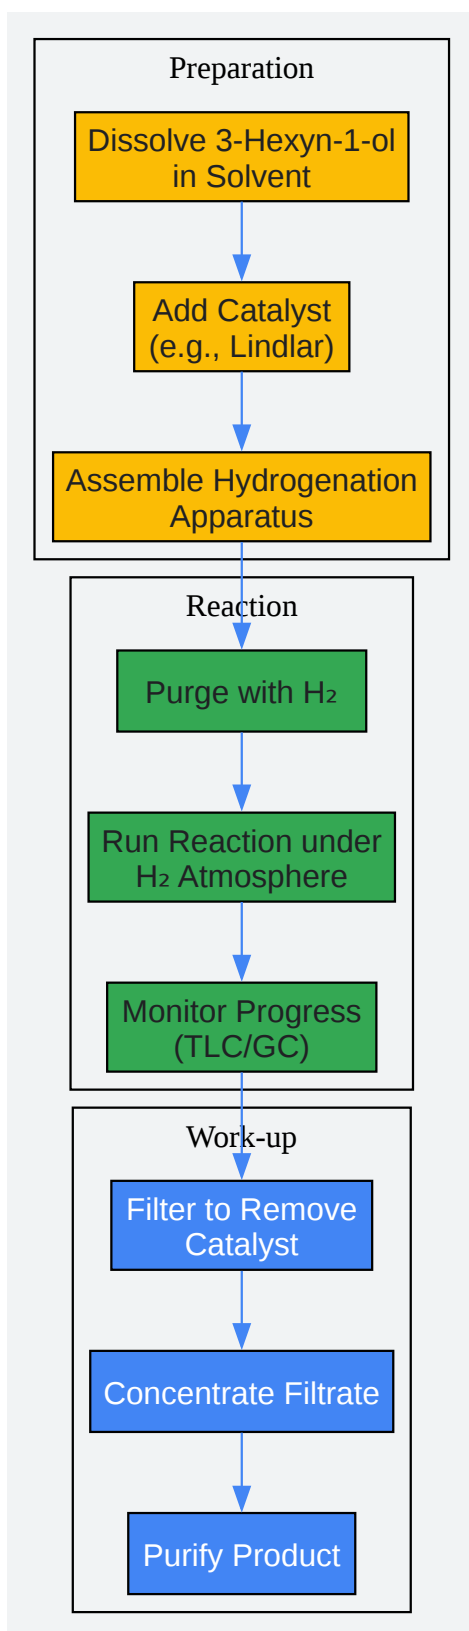 Preparation
Dissolve 3-Hexyn-1-ol
in Solvent
Add Catalyst
(e.g., Lindlar)
Assemble Hydrogenation
Apparatus
Reaction
Purge with H₂
Run Reaction under
H₂ Atmosphere
Monitor Progress
(TLC/GC)
Work-up
Filter to Remove
Catalyst
Concentrate Filtrate
Purify Product